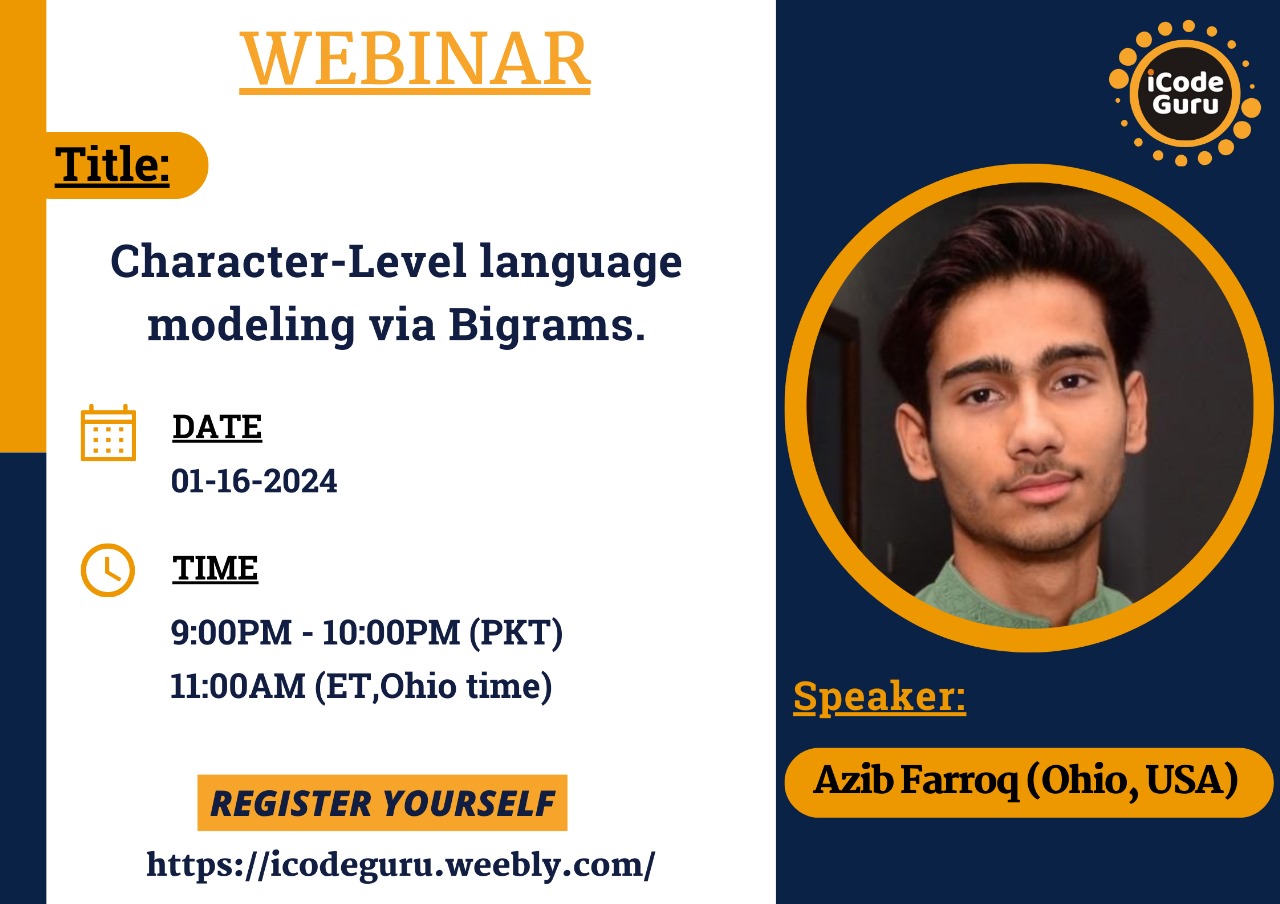 WEBINAR
Title:
Character-Level language
modeling via Bigrams.
DATE
01-16-2024
TIME
9:00PM - 10:00PM (PKT)
11:00AM (ET,Ohio time)
REGISTER YOURSELF
https://icodeguru.weebly.com/
iCode
Guru
Speaker:
Azib Farroq (Ohio, USA)